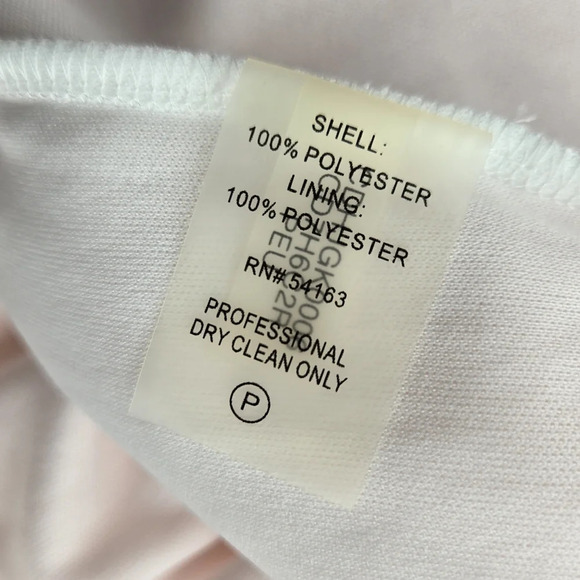 SHELL:
100% POLYESTER
LINING:
100% POLYESTER
RN# 54163
PROFESSIONAL
DRY CLEAN ONLY
P